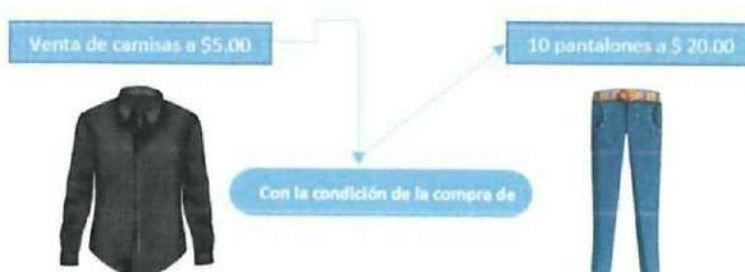 Venta de camisas a $5.00
10 pantalones a $ 20.00
Con la condición de la compra de